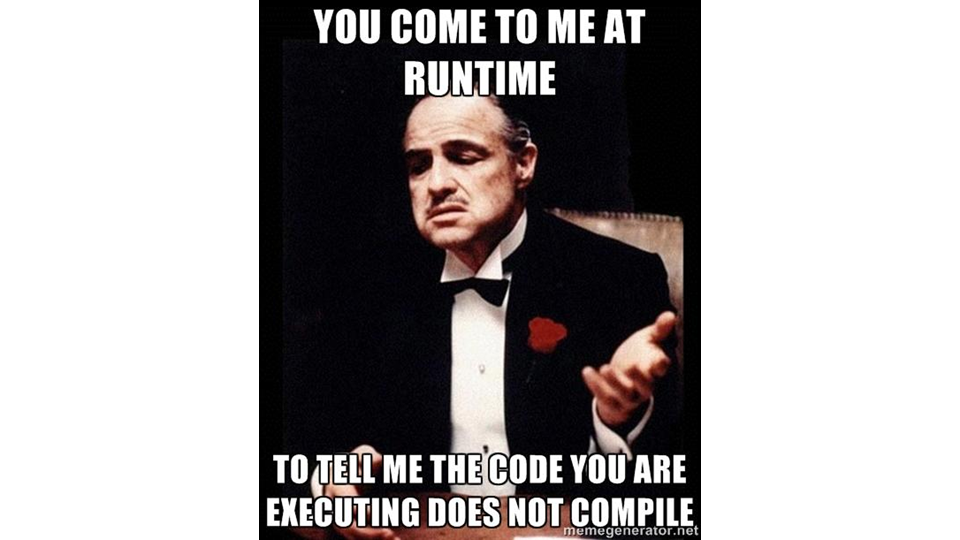 YOU COME TO ME AT
RUNTIME
TO TELL ME THE CODE YOU ARE
EXECUTING DOES NOT COMPILE
memegenerator.net